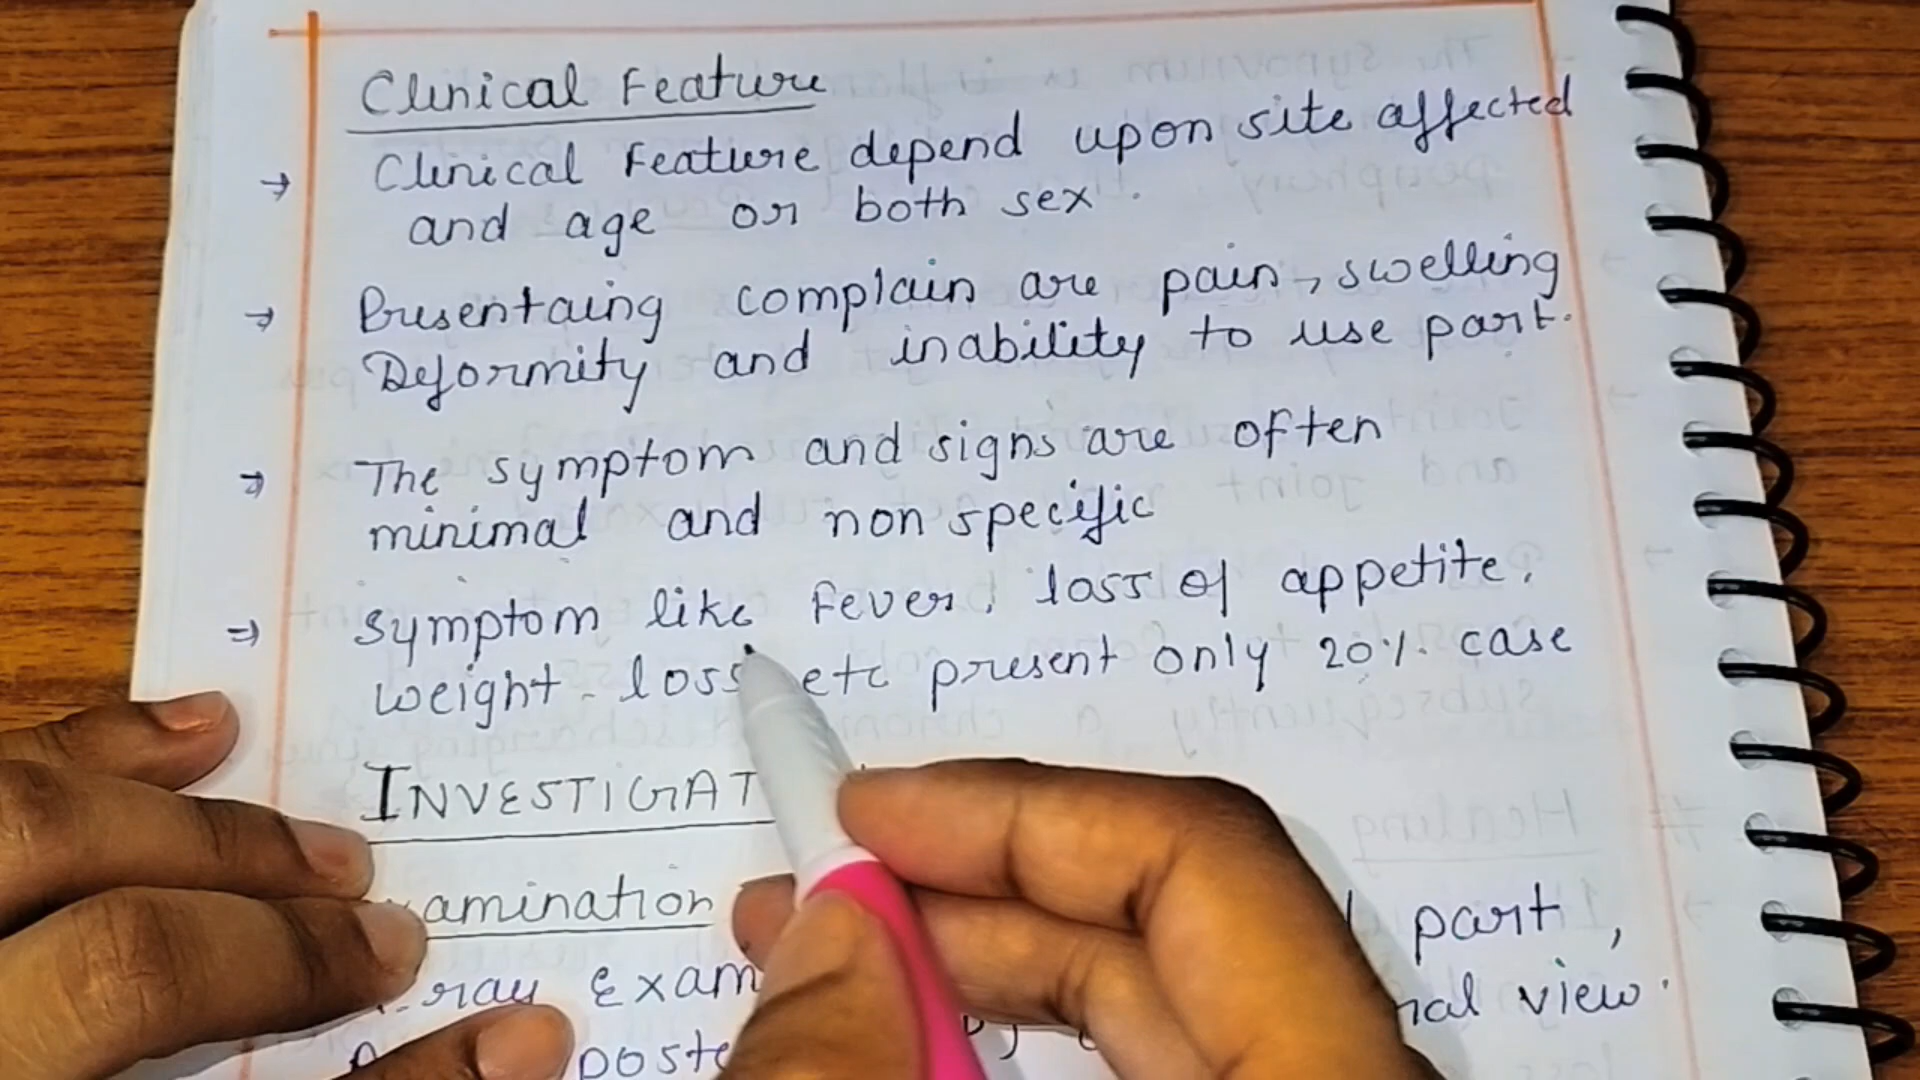 Clinical Feature
→ Clinical Feature depend upon site affected
and age or both sex.
→ Presentaing complain are pain, swelling
Deformity and inability to use part.
→ The symptom and signs are often
minimal and non specific
⇒ Symptom like Fever, loss of appetite,
weight-loss etc present only 20% case
INVESTIGAT
amination part,
ray Exam view.
poste